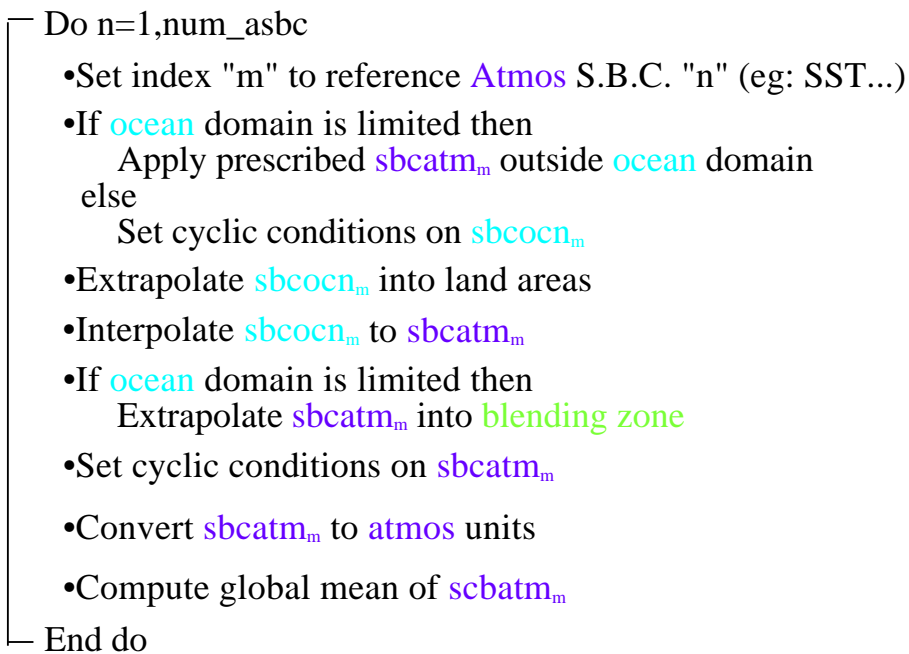 Do n=1,num_asbc
•Set index "m" to reference Atmos S.B.C. "n" (eg: SST...)
•If ocean domain is limited then
Apply prescribed sbcatmₘ outside ocean domain
else
Set cyclic conditions on sbcocnₘ
•Extrapolate sbcocnₘ into land areas
•Interpolate sbcocnₘ to sbcatmₘ
•If ocean domain is limited then
Extrapolate sbcatmₘ into blending zone
•Set cyclic conditions on sbcatmₘ
•Convert sbcatmₘ to atmos units
•Compute global mean of scbatmₘ
End do